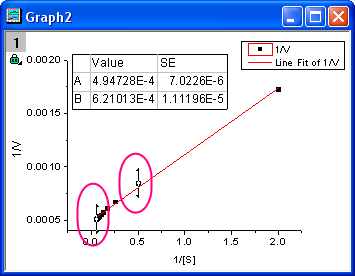 Graph2
1
1/V
Line Fit of 1/V
Value SE
A 4.94728E-4 7.0226E-6
B 6.21013E-4 1.11196E-5
0.0020
0.0015
0.0010
0.0005
1/V
0.0 0.5 1.0 1.5 2.0
1/[S]